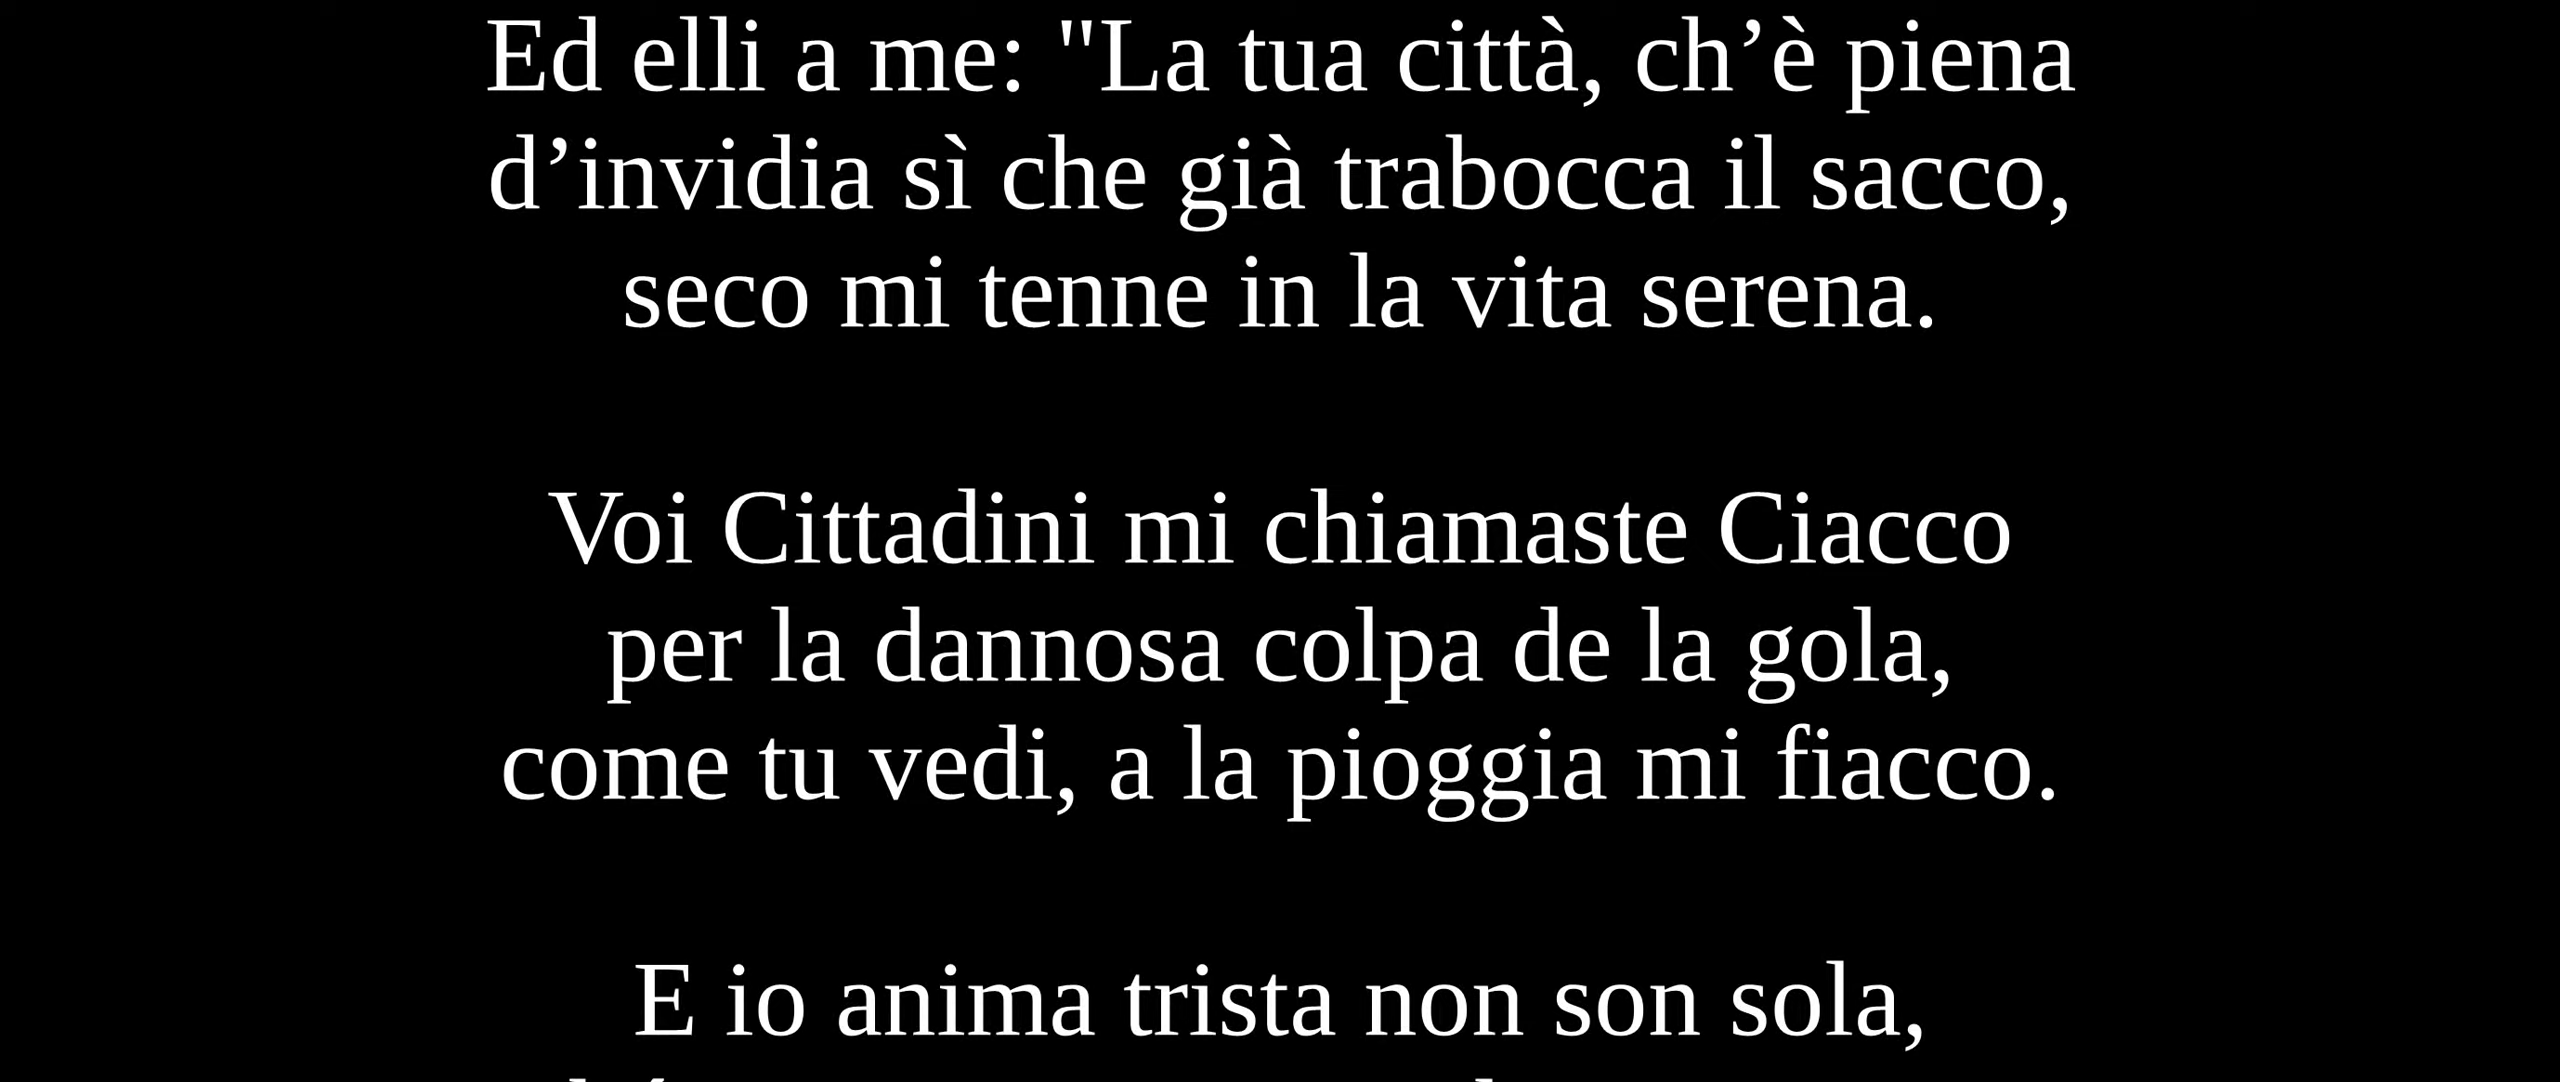 Ed elli a me: "La tua città, ch’è piena
d’invidia sì che già trabocca il sacco,
seco mi tenne in la vita serena.
Voi Cittadini mi chiamaste Ciacco
per la dannosa colpa de la gola,
come tu vedi, a la pioggia mi fiacco.
E io anima trista non son sola,